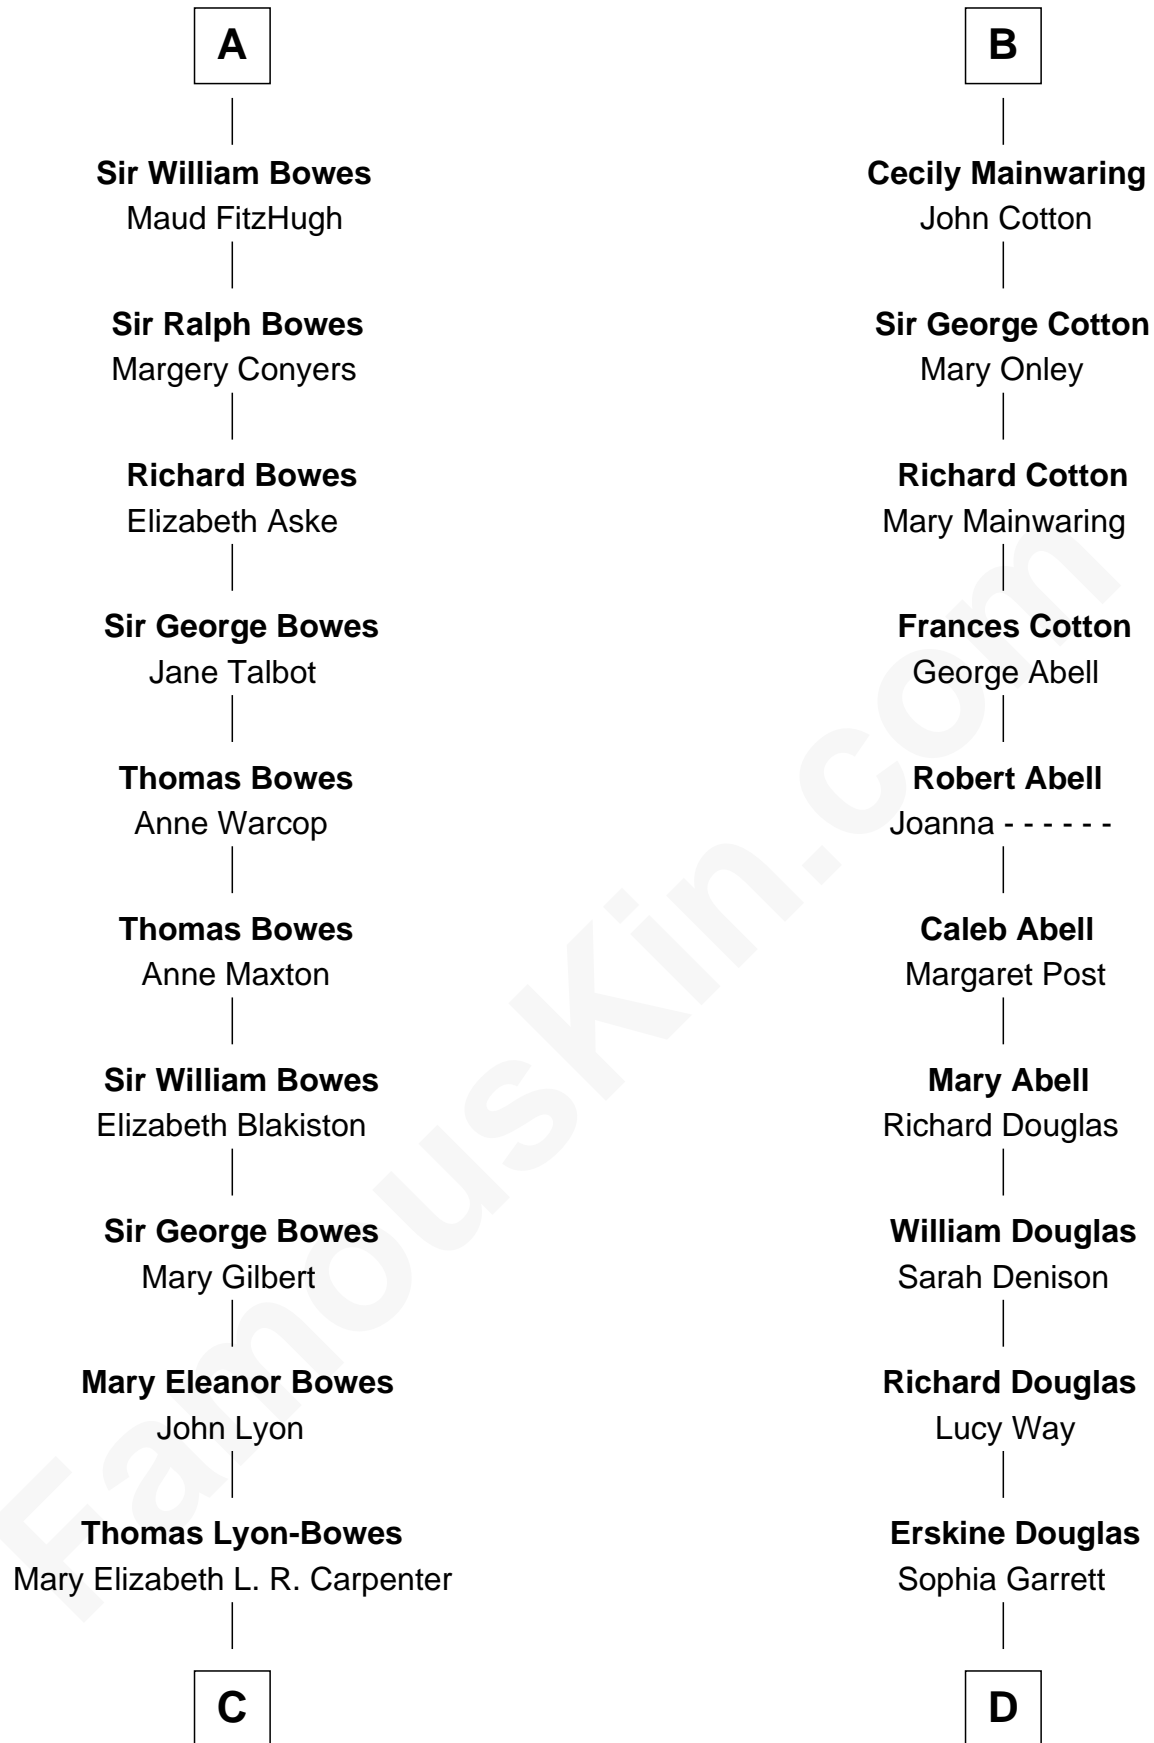 A
Sir William Bowes
Maud FitzHugh
Sir Ralph Bowes
Margery Conyers
Richard Bowes
Elizabeth Aske
Sir George Bowes
Jane Talbot
Thomas Bowes
Anne Warcop
Thomas Bowes
Anne Maxton
Sir William Bowes
Elizabeth Blakiston
Sir George Bowes
Mary Gilbert
Mary Eleanor Bowes
John Lyon
Thomas Lyon-Bowes
Mary Elizabeth L. R. Carpenter
C
B
Cecily Mainwaring
John Cotton
Sir George Cotton
Mary Onley
Richard Cotton
Mary Mainwaring
Frances Cotton
George Abell
Robert Abell
Joanna - - - - - -
Caleb Abell
Margaret Post
Mary Abell
Richard Douglas
William Douglas
Sarah Denison
Richard Douglas
Lucy Way
Erskine Douglas
Sophia Garrett
D
FamousKin.com